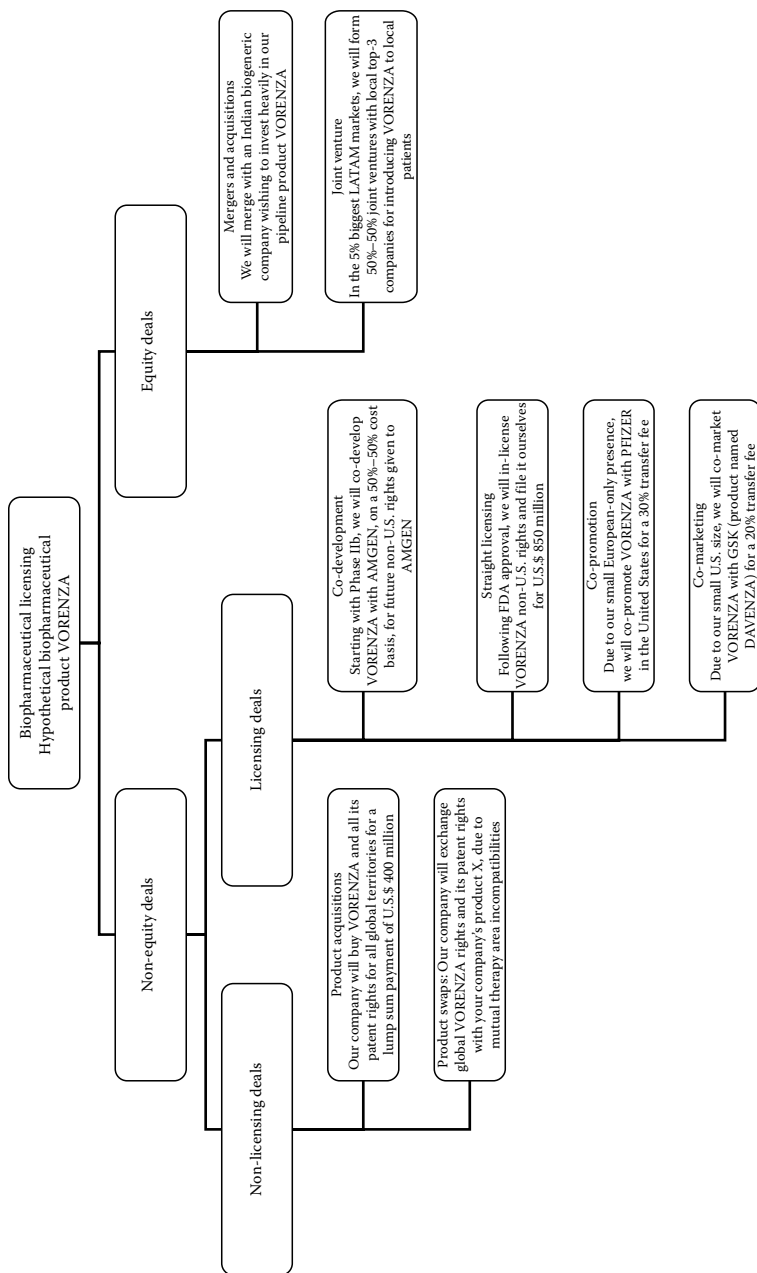 Biopharmaceutical licensing
Hypothetical biopharmaceutical
product VORENZA
Non-equity deals
Equity deals
Non-licensing deals
Licensing deals
Product acquisitions
Our company will buy VORENZA and all its
patent rights for all global territories for a
lump sum payment of U.S.$ 400 million
Product swaps: Our company will exchange
global VORENZA rights and its patent rights
with your company's product X, due to
mutual therapy area incompatibilities
Co-development
Starting with Phase IIb, we will co-develop
VORENZA with AMGEN, on a 50%–50% cost
basis, for future non-U.S. rights given to
AMGEN
Straight licensing
Following FDA approval, we will in-license
VORENZA non-U.S. rights and file it ourselves
for U.S.$ 850 million
Co-promotion
Due to our small European-only presence,
we will co-promote VORENZA with PFIZER
in the United States for a 30% transfer fee
Co-marketing
Due to our small U.S. size, we will co-market
VORENZA with GSK (product named
DAVENZA) for a 20% transfer fee
Mergers and acquisitions
We will merge with an Indian biogeneric
company wishing to invest heavily in our
pipeline product VORENZA
Joint venture
In the 5% biggest LATAM markets, we will form
50%–50% joint ventures with local top-3
companies for introducing VORENZA to local
patients